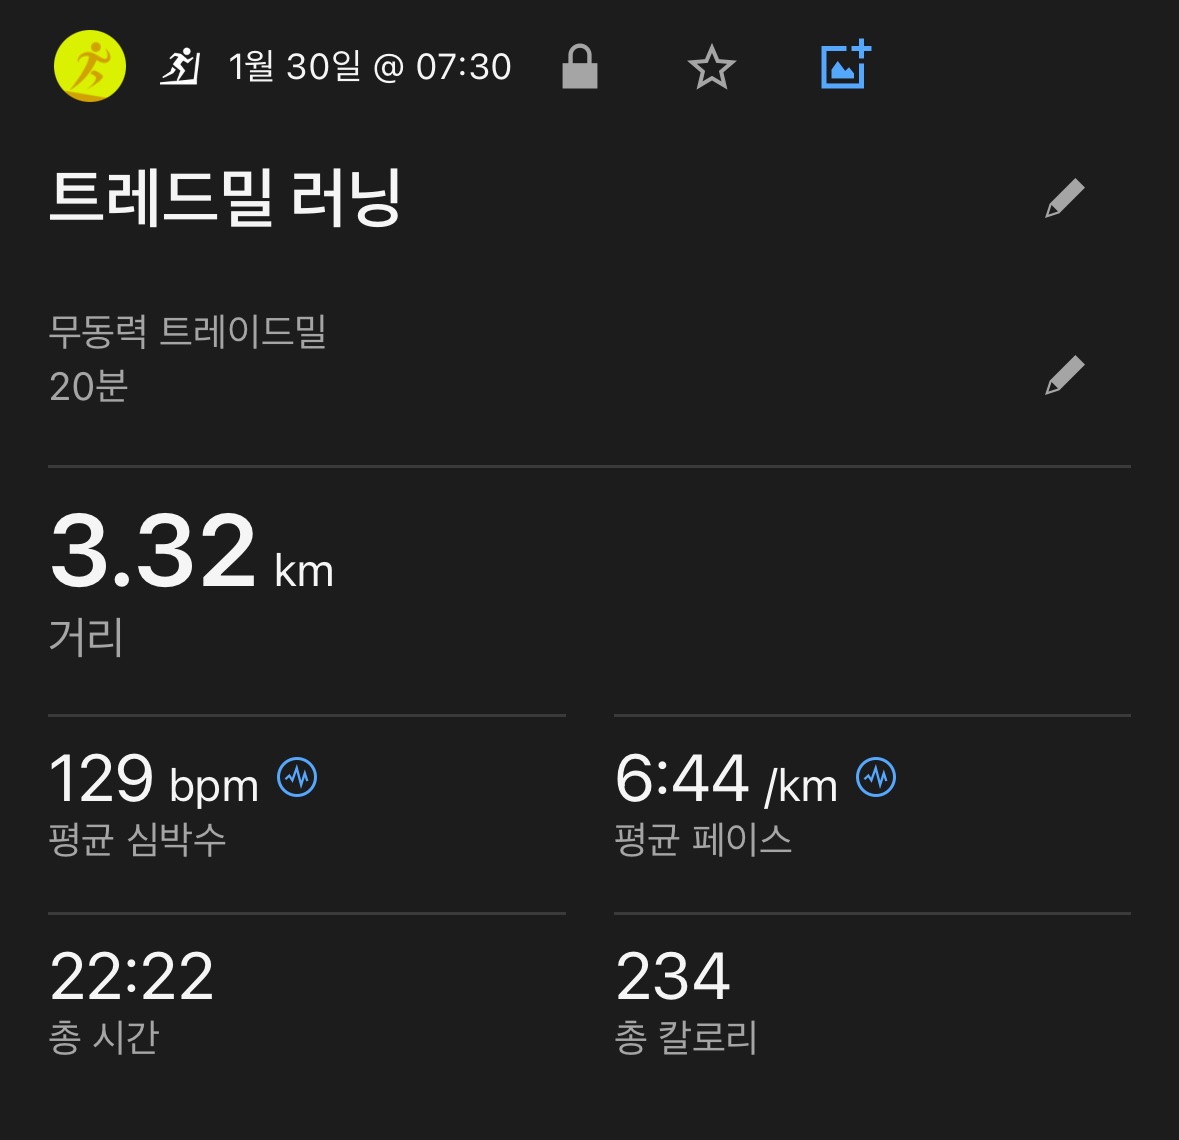 1월 30일 @ 07:30
트레드밀 러닝
무동력 트레이드밀
20분
3.32 km
거리
129 bpm
평균 심박수
6:44 /km
평균 페이스
22:22
총 시간
234
총 칼로리